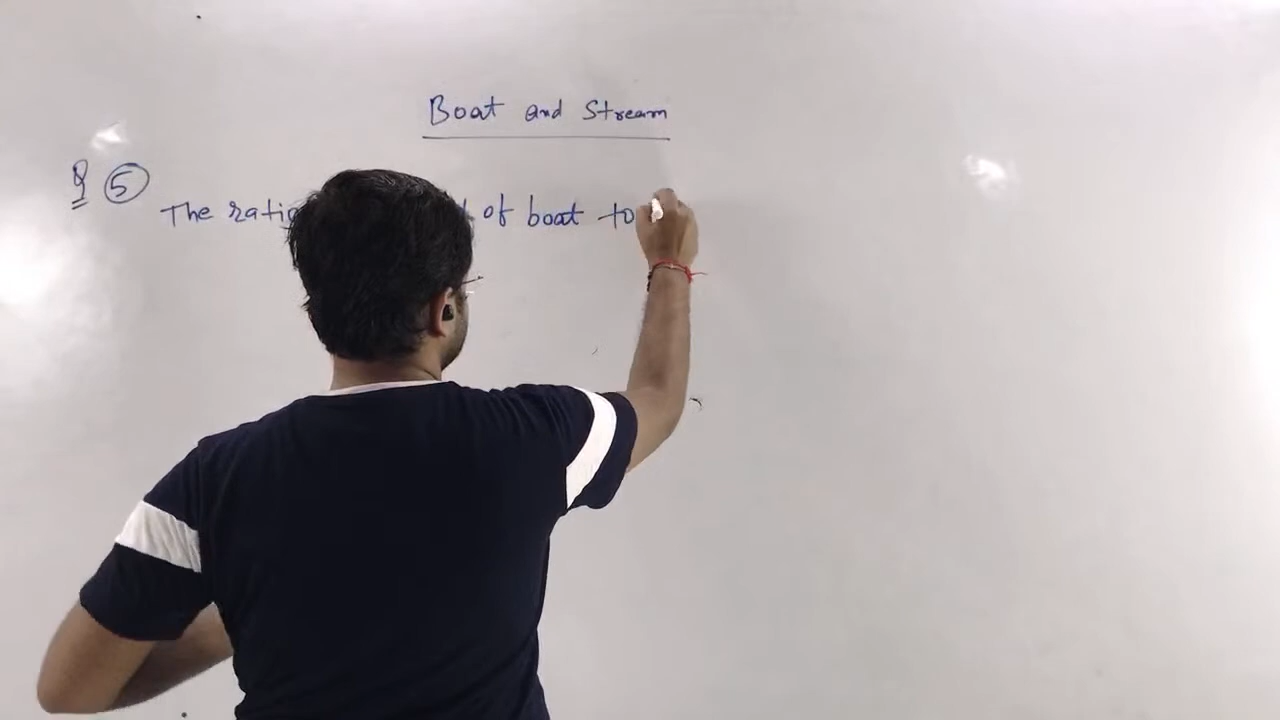 Boat and Stream
Q 5
The ratio of boat to